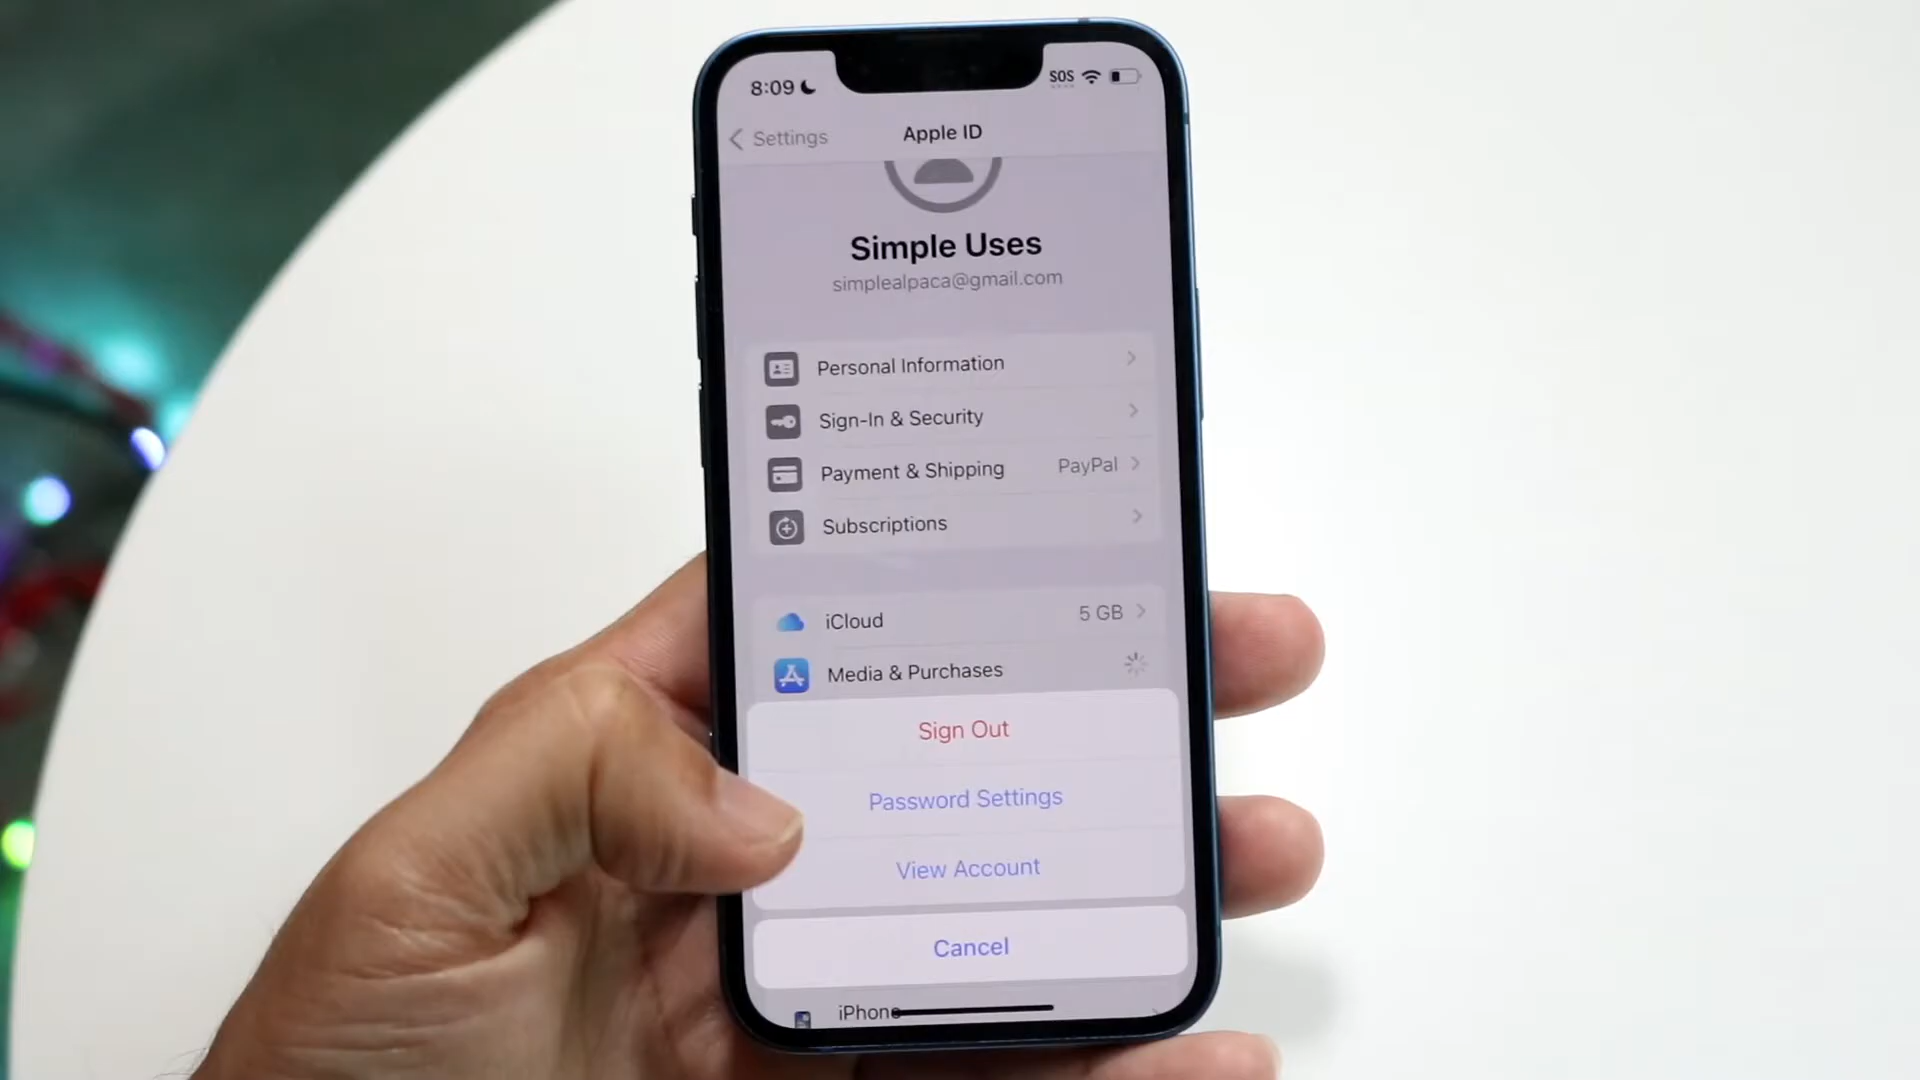 8:09
SOS
Settings
Apple ID
Simple Uses
simplealpaca@gmail.com
Personal Information
Sign-In & Security
Payment & Shipping PayPal
Subscriptions
iCloud 5 GB
Media & Purchases
Sign Out
Password Settings
View Account
Cancel
iPhone